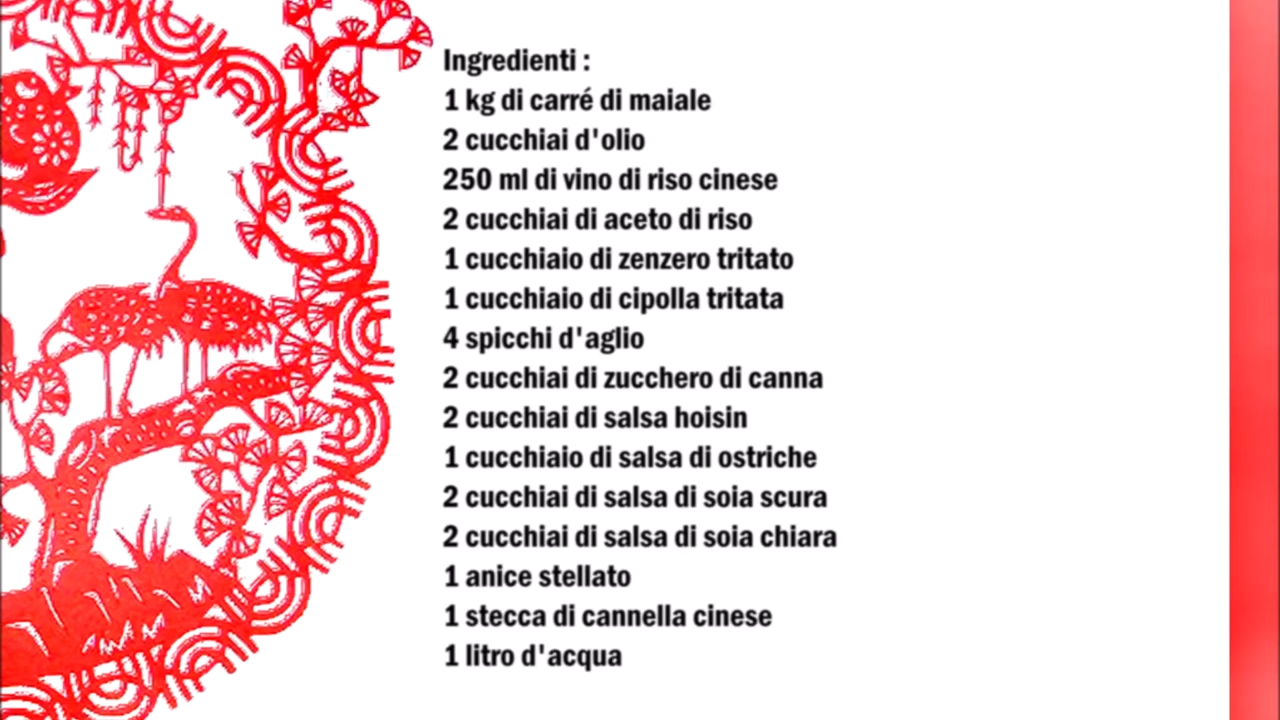 Ingredienti :
1 kg di carré di maiale
2 cucchiai d'olio
250 ml di vino di riso cinese
2 cucchiai di aceto di riso
1 cucchiaio di zenzero tritato
1 cucchiaio di cipolla tritata
4 spicchi d'aglio
2 cucchiai di zucchero di canna
2 cucchiai di salsa hoisin
1 cucchiaio di salsa di ostriche
2 cucchiai di salsa di soia scura
2 cucchiai di salsa di soia chiara
1 anice stellato
1 stecca di cannella cinese
1 litro d'acqua